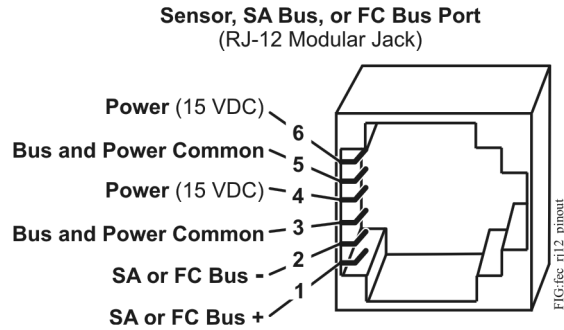 Sensor, SA Bus, or FC Bus Port
(RJ-12 Modular Jack)
Power (15 VDC)
6
Bus and Power Common
5
Power (15 VDC)
4
Bus and Power Common
3
SA or FC Bus -
2
SA or FC Bus +
1
FIG:fec_rj12_pinout